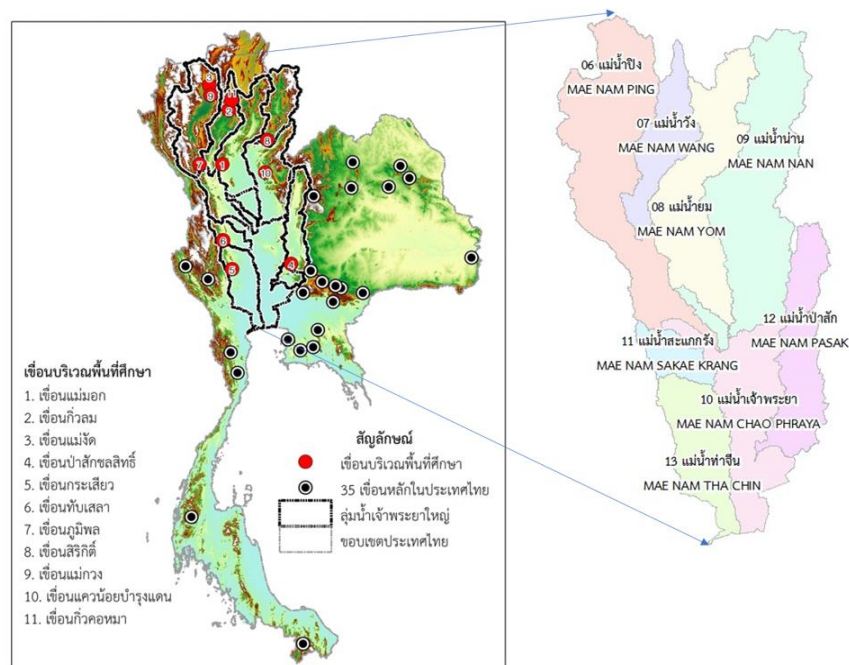 3
9
11
2
8
7
1
10
6
5
4
เขื่อนบริเวณพื้นที่ศึกษา
1. เขื่อนแม่มอก
2. เขื่อนกิ่วลม
3. เขื่อนแม่งัด
4. เขื่อนป่าสักชลสิทธิ์
5. เขื่อนกระเสียว
6. เขื่อนทับเสลา
7. เขื่อนภูมิพล
8. เขื่อนสิริกิติ์
9. เขื่อนแม่กวง
10. เขื่อนแควน้อยบำรุงแดน
11. เขื่อนกิ่วคอหมา
สัญลักษณ์
เขื่อนบริเวณพื้นที่ศึกษา
35 เขื่อนหลักในประเทศไทย
ลุ่มน้ำเจ้าพระยาใหญ่
ขอบเขตประเทศไทย
06 แม่น้ำปิง
MAE NAM PING
07 แม่น้ำวัง
MAE NAM WANG
09 แม่น้ำน่าน
MAE NAM NAN
08 แม่น้ำยม
MAE NAM YOM
12 แม่น้ำป่าสัก
MAE NAM PASAK
11 แม่น้ำสะแกกรัง
MAE NAM SAKAE KRANG
10 แม่น้ำเจ้าพระยา
MAE NAM CHAO PHRAYA
13 แม่น้ำท่าจีน
MAE NAM THA CHIN